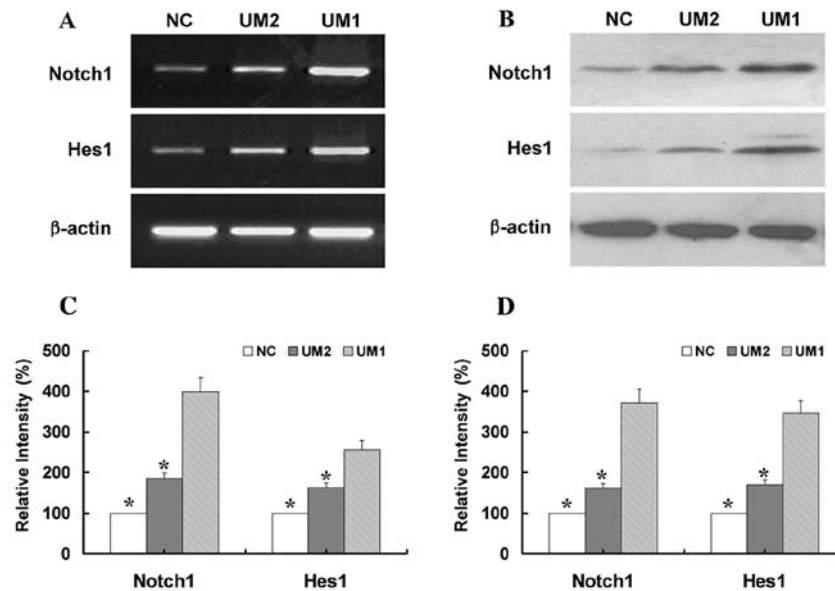 A NC UM2 UM1
Notch1
Hes1
β-actin
B NC UM2 UM1
Notch1
Hes1
β-actin
C
Relative Intensity (%)
500
400
300
200
100
0
NC UM2 UM1
* * * *
Notch1 Hes1
D
Relative Intensity (%)
500
400
300
200
100
0
NC UM2 UM1
* * * *
Notch1 Hes1